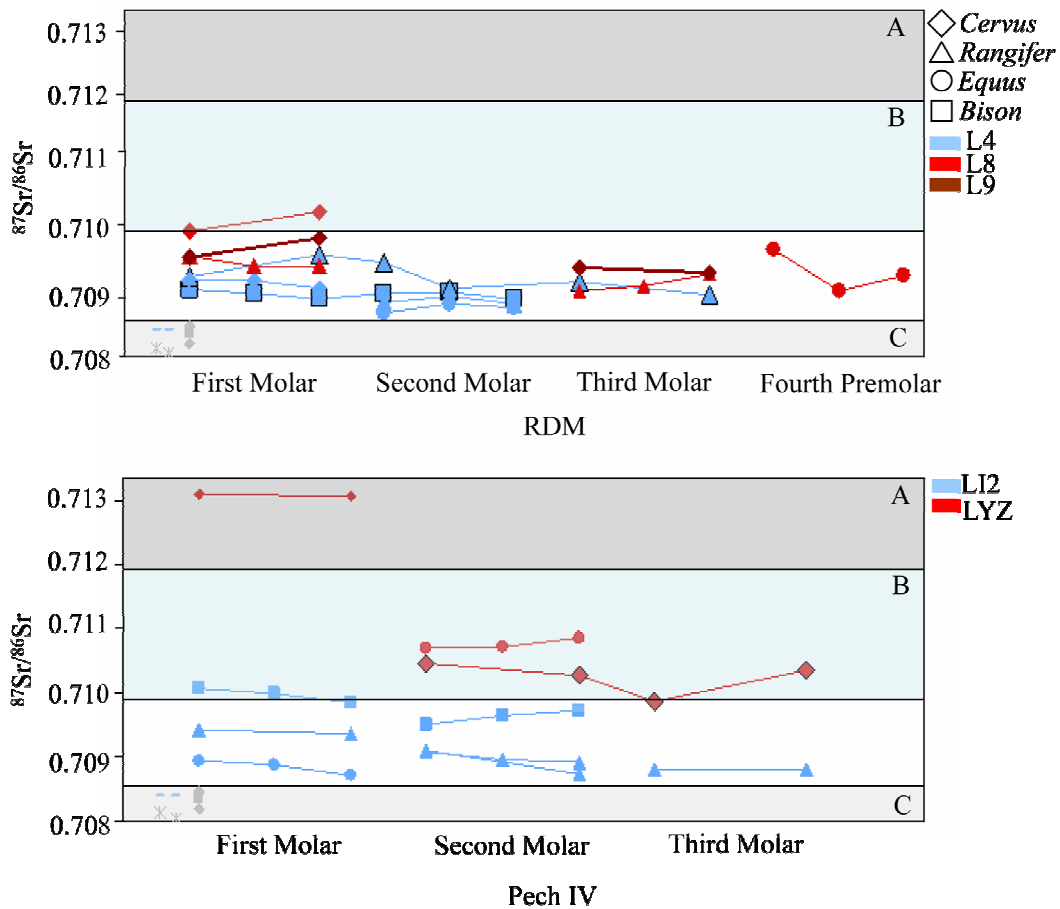 A
0.713
0.712
B
0.711
0.710
0.709
0.708
C
87Sr/86Sr
Cervus
Rangifer
Equus
Bison
L4
L8
L9
First Molar
Second Molar
Third Molar
Fourth Premolar
RDM
A
0.713
0.712
B
0.711
0.710
0.709
0.708
C
87Sr/86Sr
LI2
LYZ
First Molar
Second Molar
Third Molar
Pech IV